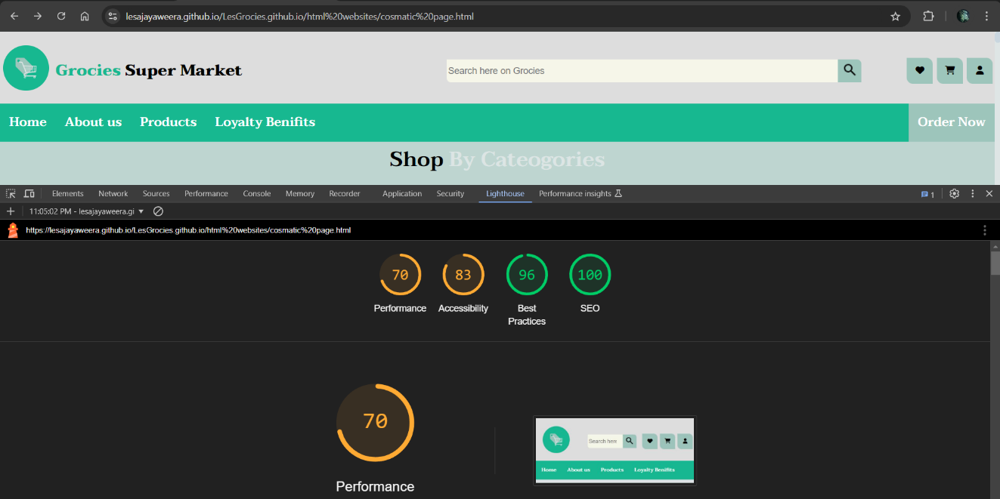 lesajayaweera.github.io/LesGrocies.github.io/html%20websites/cosmatic%20page.html
Grocies Super Market
Search here on Grocies
Home About us Products Loyalty Benifits Order Now
Shop By Cateogories
Elements Network Sources Performance Console Memory Recorder Application Security Lighthouse Performance insights 1
11:05:02 PM - lesajayaweera.gi
https://lesajayaweera.github.io/LesGrocies.github.io/html%20websites/cosmatic%20page.html
70 83 96 100
Performance Accessibility Best Practices SEO
70
Performance
Search here
Home About us Products Loyalty Benifits